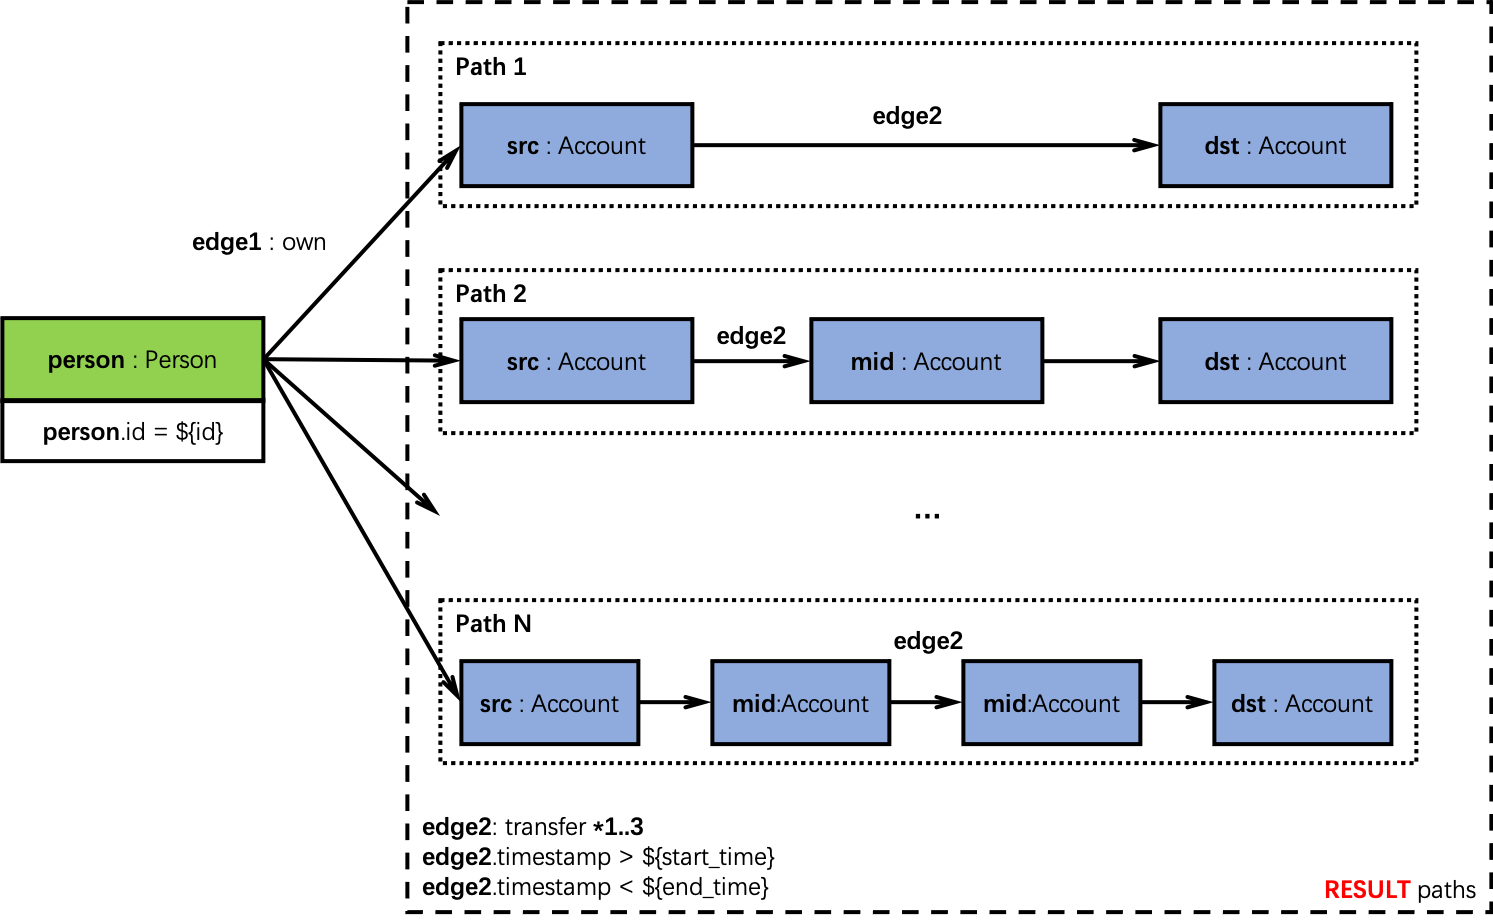 Path 1
edge2
src : Account
dst : Account
edge1 : own
Path 2
edge2
src : Account
mid : Account
dst : Account
person : Person
person.id = ${id}
...
Path N
edge2
src : Account
mid:Account
mid:Account
dst : Account
edge2: transfer *1..3
edge2.timestamp > ${start_time}
edge2.timestamp < ${end_time}
RESULT paths